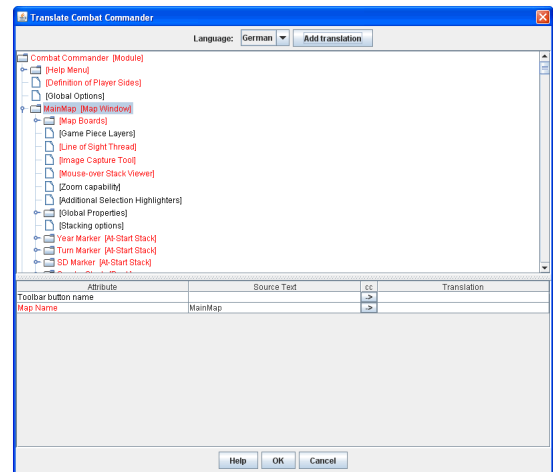 Translate Combat Commander
Language: German Add translation
Combat Commander [Module]
[Help Menu]
[Definition of Player Sides]
[Global Options]
MainMap [Map Window]
[Map Boards]
[Game Piece Layers]
[Line of Sight Thread]
[Image Capture Tool]
[Mouse-over Stack Viewer]
[Zoom capability]
[Additional Selection Highlighters]
[Global Properties]
[Stacking options]
Year Marker [At-Start Stack]
Turn Marker [At-Start Stack]
SD Marker [At-Start Stack]
Attribute Source Text cc Translation
Toolbar button name ->
Map Name MainMap ->
Help OK Cancel